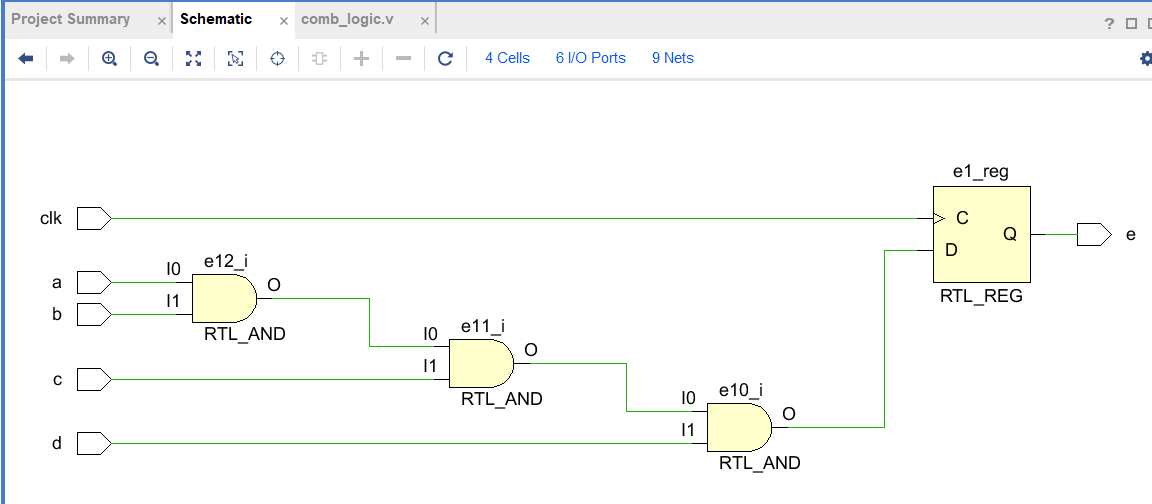 Project Summary × Schematic × comb_logic.v × ?
4 Cells 6 I/O Ports 9 Nets
e1_reg
clk C
Q e
D
RTL_REG
e12_i
a I0 O
b I1
RTL_AND
e11_i
I0 O
c I1
RTL_AND
e10_i
I0 O
d I1
RTL_AND